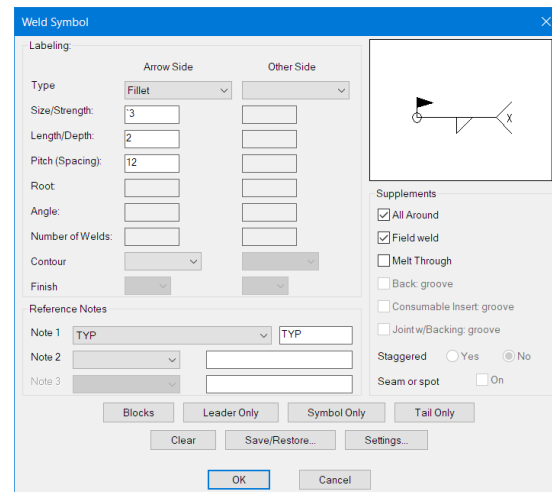 Weld Symbol
Labeling:
Arrow Side Other Side
Type Fillet
Size/Strength: `3
Length/Depth: 2
Pitch (Spacing): 12
Root:
Angle:
Number of Welds:
Contour
Finish
X
Supplements
All Around
Field weld
Melt Through
Back: groove
Consumable Insert: groove
Joint w/Backing: groove
Staggered Yes No
Seam or spot On
Reference Notes
Note 1 TYP TYP
Note 2
Note 3
Blocks Leader Only Symbol Only Tail Only
Clear Save/Restore... Settings...
OK Cancel